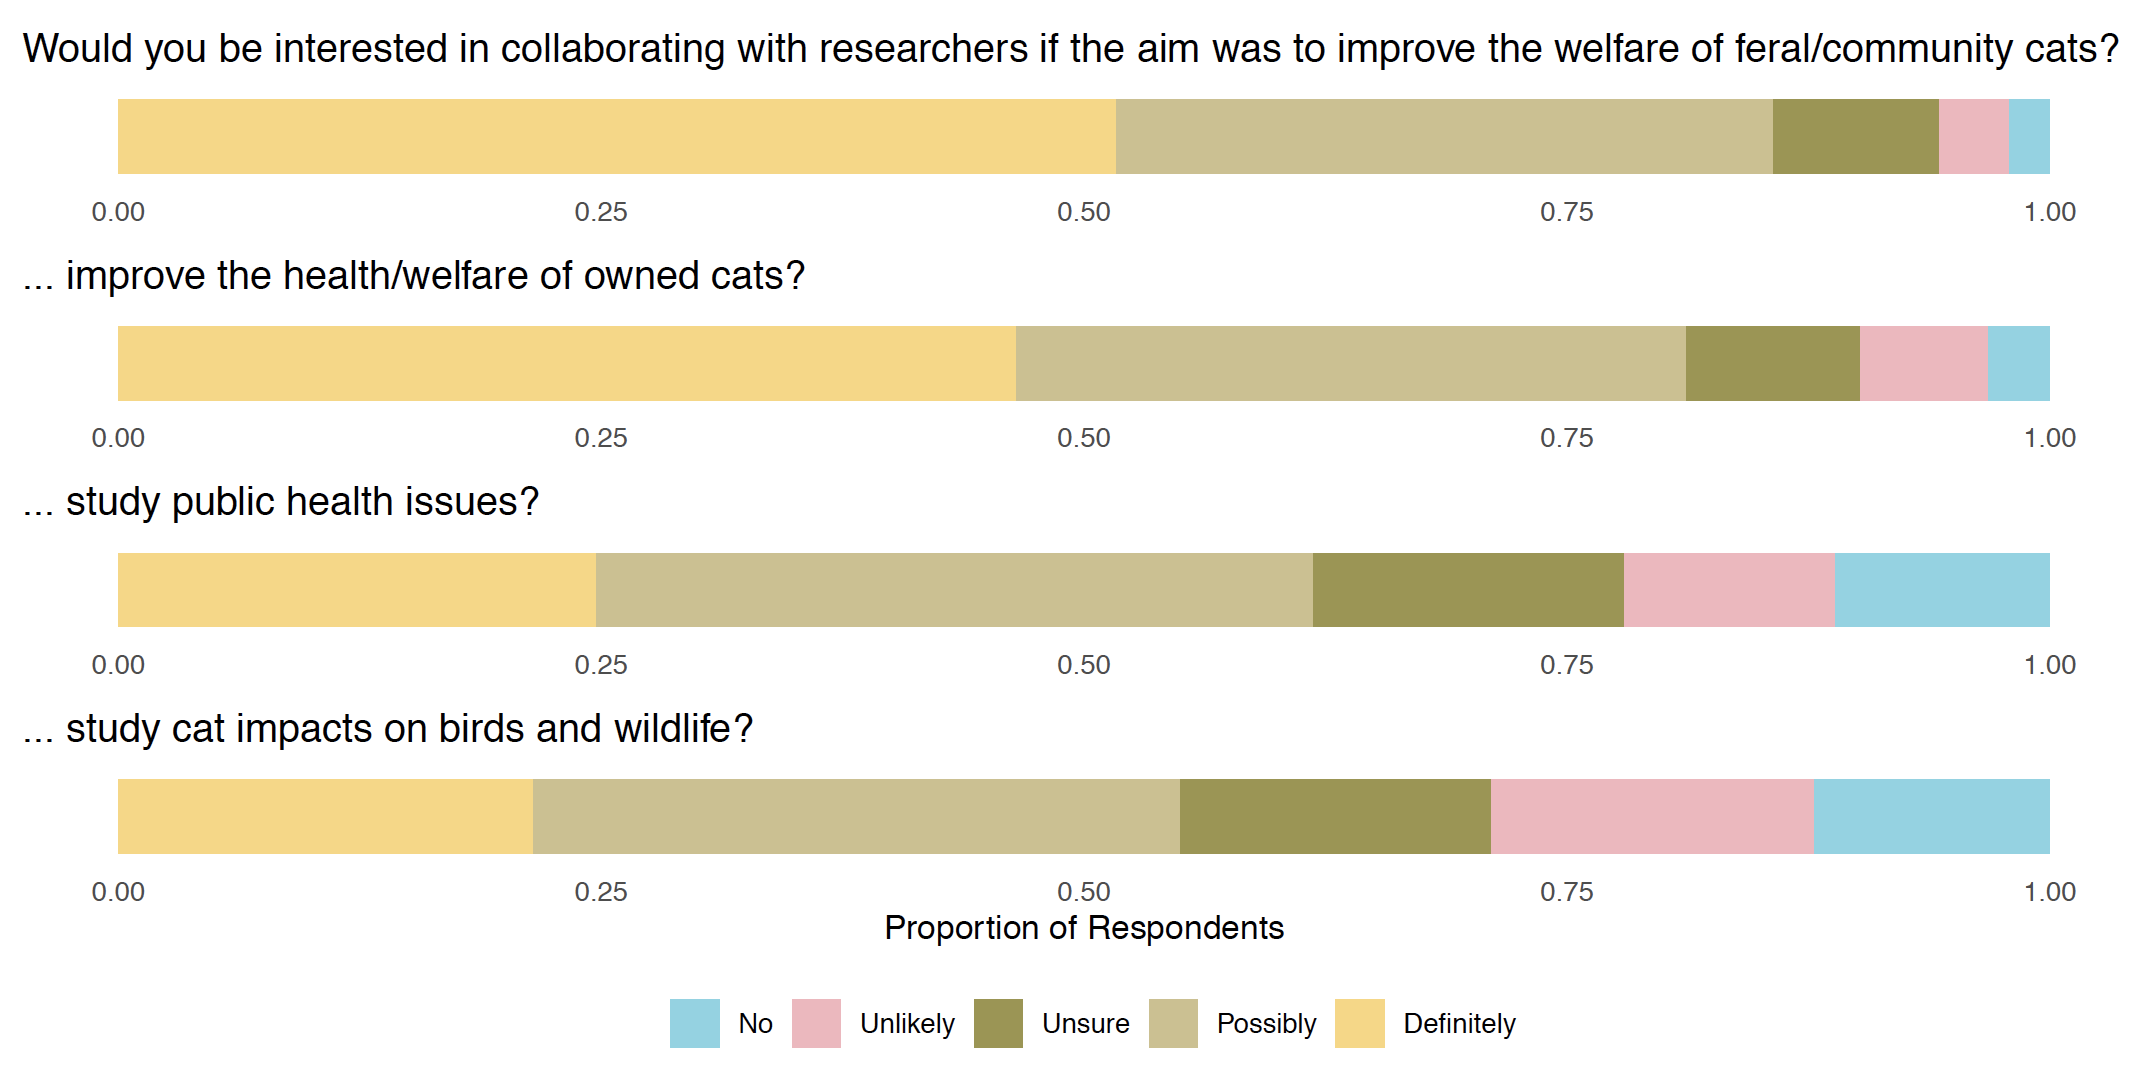 Would you be interested in collaborating with researchers if the aim was to improve the welfare of feral/community cats?
0.00 0.25 0.50 0.75 1.00
... improve the health/welfare of owned cats?
0.00 0.25 0.50 0.75 1.00
... study public health issues?
0.00 0.25 0.50 0.75 1.00
... study cat impacts on birds and wildlife?
0.00 0.25 0.50 0.75 1.00
Proportion of Respondents
No Unlikely Unsure Possibly Definitely